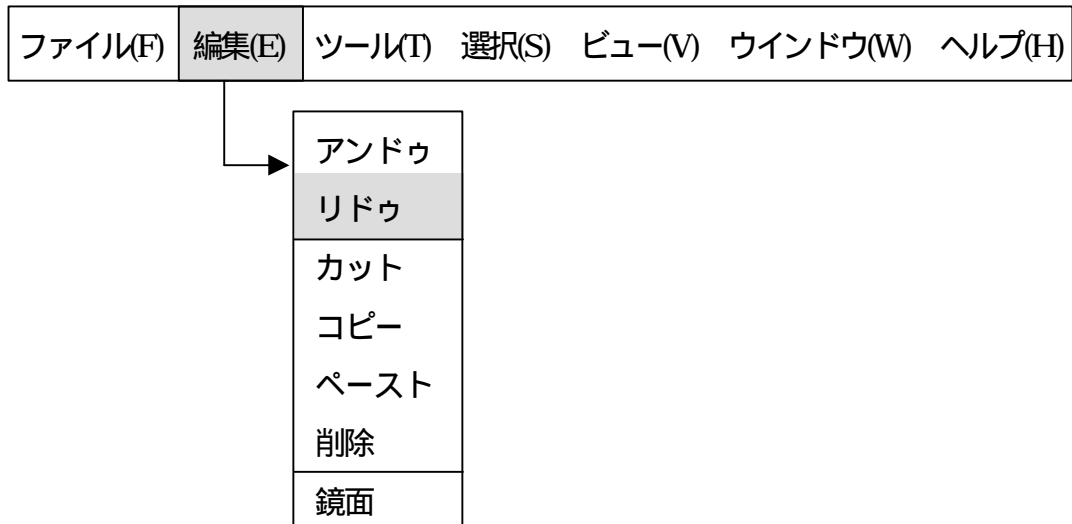 ファイル(F) 編集(E) ツール(T) 選択(S) ビュー(V) ウインドウ(W) ヘルプ(H)
アンドゥ
リドゥ
カット
コピー
ペースト
削除
鏡面